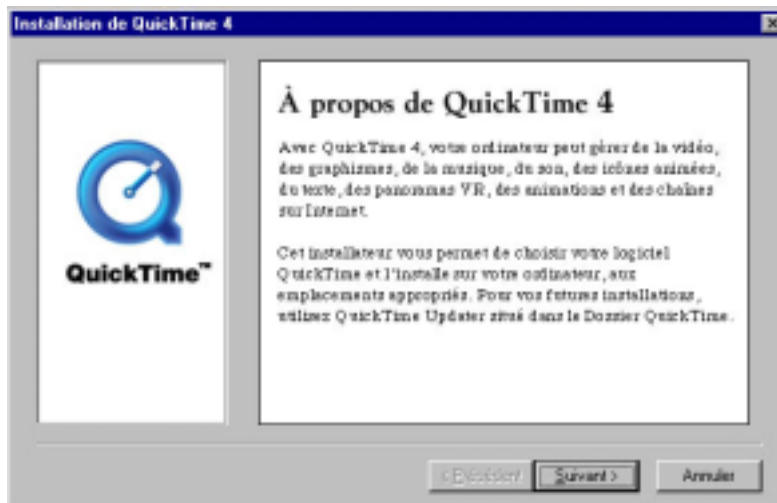 Installation de QuickTime 4
QuickTime™
À propos de QuickTime 4
Avec QuickTime 4, votre ordinateur peut gérer de la vidéo,
des graphismes, de la musique, du son, des icônes animées,
du texte, des panoramas VR, des animations et des chaînes
sur Internet.
Cet installateur vous permet de choisir votre logiciel
QuickTime et l'installe sur votre ordinateur, aux
emplacements appropriés. Pour vos futures installations,
utilisez QuickTime Updater situé dans le Dossier QuickTime.
< Précédent
Suivant >
Annuler